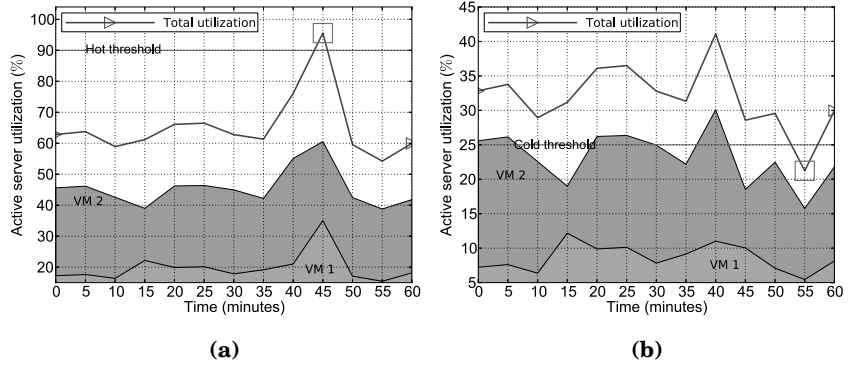 Total utilization
Hot threshold
VM 2
VM 1
Active server utilization (%)
100
90
80
70
60
50
40
30
20
0 5 10 15 20 25 30 35 40 45 50 55 60
Time (minutes)
(a)
Total utilization
Cold threshold
VM 2
VM 1
Active server utilization (%)
45
40
35
30
25
20
15
10
5
0 5 10 15 20 25 30 35 40 45 50 55 60
Time (minutes)
(b)